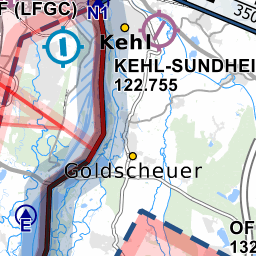 F (LFGC)
N1
350
Kehl
KEHL-SUNDHEI
122.755
Goldscheuer
E
OF
132